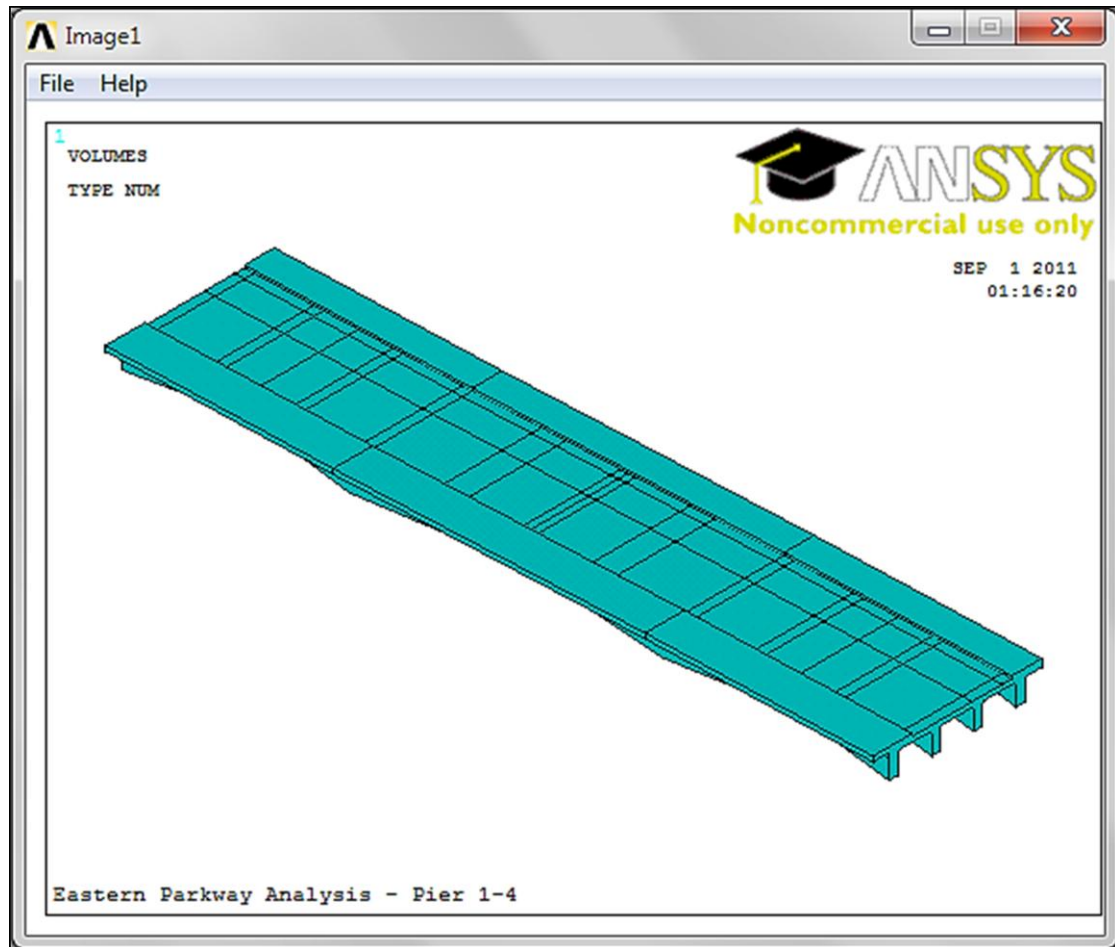 Image1
File Help
1
VOLUMES
TYPE NUM
ANSYS
Noncommercial use only
SEP 1 2011
01:16:20
Eastern Parkway Analysis - Pier 1-4